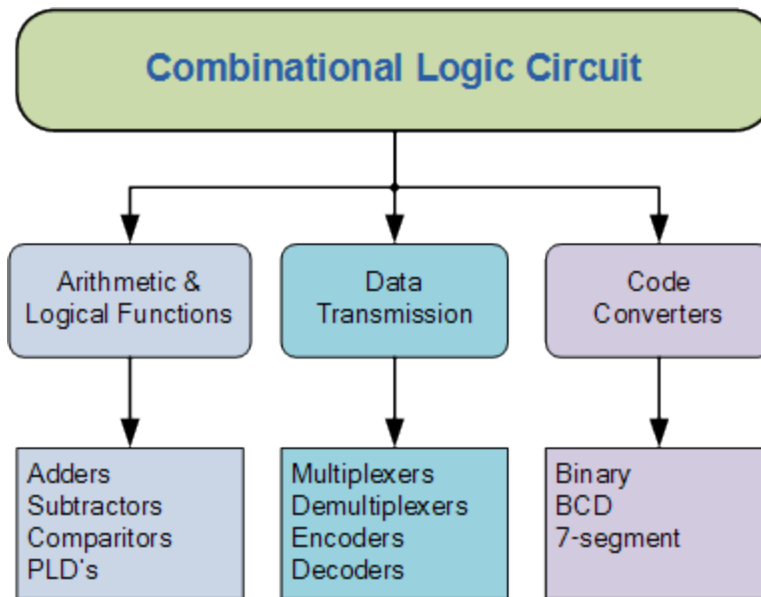 Combinational Logic Circuit
Arithmetic &
Logical Functions
Data
Transmission
Code
Converters
Adders
Subtractors
Comparitors
PLD's
Multiplexers
Demultiplexers
Encoders
Decoders
Binary
BCD
7-segment